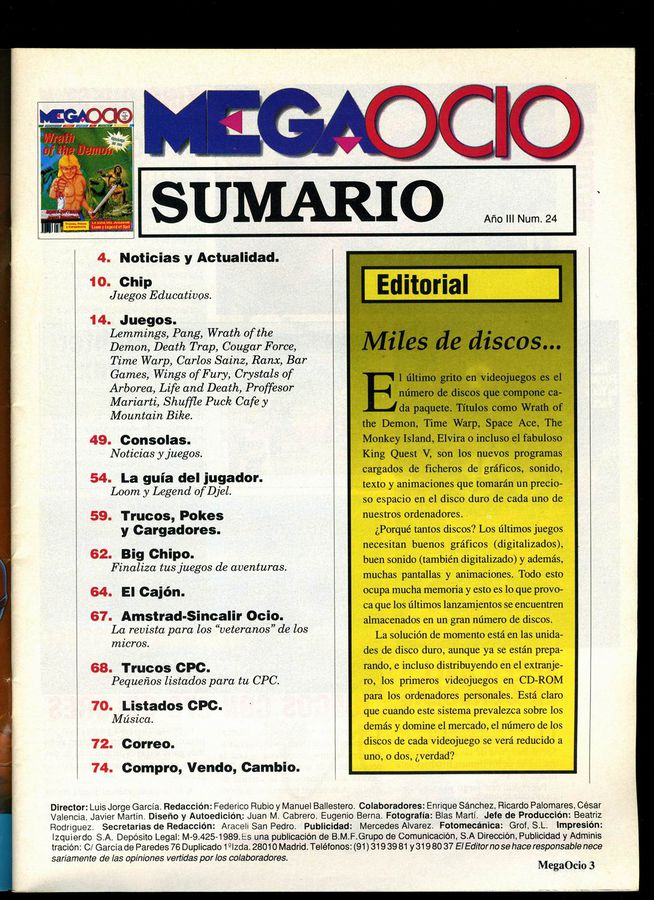 MEGAOCIO
MEGAOCIO
Wrath
of the Demon
SUMARIO
Año III Num. 24
4. Noticias y Actualidad.
10. Chip
Juegos Educativos.
14. Juegos.
Lemmings, Pang, Wrath of the
Demon, Death Trap, Cougar Force,
Time Warp, Carlos Sainz, Ranx, Bar
Games, Wings of Fury, Crystals of
Arborea, Life and Death, Proffesor
Mariarti, Shuffle Puck Cafe y
Mountain Bike.
49. Consolas.
Noticias y juegos.
54. La guía del jugador.
Loom y Legend of Djel.
59. Trucos, Pokes
y Cargadores.
62. Big Chipo.
Finaliza tus juegos de aventuras.
64. El Cajón.
67. Amstrad-Sincalir Ocio.
La revista para los "veteranos" de los
micros.
68. Trucos CPC.
Pequeños listados para tu CPC.
70. Listados CPC.
Música.
72. Correo.
74. Compro, Vendo, Cambio.
Editorial
Miles de discos...
El último grito en videojuegos es el
número de discos que compone ca-
da paquete. Títulos como Wrath of
the Demon, Time Warp, Space Ace, The
Monkey Island, Elvira o incluso el fabuloso
King Quest V, son los nuevos programas
cargados de ficheros de gráficos, sonido,
texto y animaciones que tomarán un precio-
so espacio en el disco duro de cada uno de
nuestros ordenadores.
¿Porqué tantos discos? Los últimos juegos
necesitan buenos gráficos (digitalizados),
buen sonido (también digitalizado) y además,
muchas pantallas y animaciones. Todo esto
ocupa mucha memoria y esto es lo que provo-
ca que los últimos lanzamientos se encuentren
almacenados en un gran número de discos.
La solución de momento está en las unida-
des de disco duro, aunque ya se están prepa-
rando, e incluso distribuyendo en el extranje-
ro, los primeros videojuegos en CD-ROM
para los ordenadores personales. Está claro
que cuando este sistema prevalezca sobre los
demás y domine el mercado, el número de los
discos de cada videojuego se verá reducido a
uno, o dos, ¿verdad?
Director: Luis Jorge García. Redacción: Federico Rubio y Manuel Ballestero. Colaboradores: Enrique Sánchez, Ricardo Palomares, César
Valencia, Javier Martín. Diseño y Autoedición; Juan M. Cabrero, Eugenio Berna. Fotografía: Blas Martí. Jefe de Producción: Beatriz
Rodriguez. Secretarias de Redacción: Araceli San Pedro. Publicidad: Mercedes Alvarez. Fotomecánica: Grof, S.L. Impresión:
Izquierdo S.A. Depósito Legal: M-9.425-1989.Es una publicación de B.M.F.Grupo de Comunicación, S.A Dirección, Publicidad y Adminis
tración: C/ García de Paredes 76 Duplicado 1ºIzda. 28010 Madrid. Teléfonos: (91) 319 39 81 y 319 80 37 El Editor no se hace responsable nece
sariamente de las opiniones vertidas por los colaboradores.
MegaOcio 3